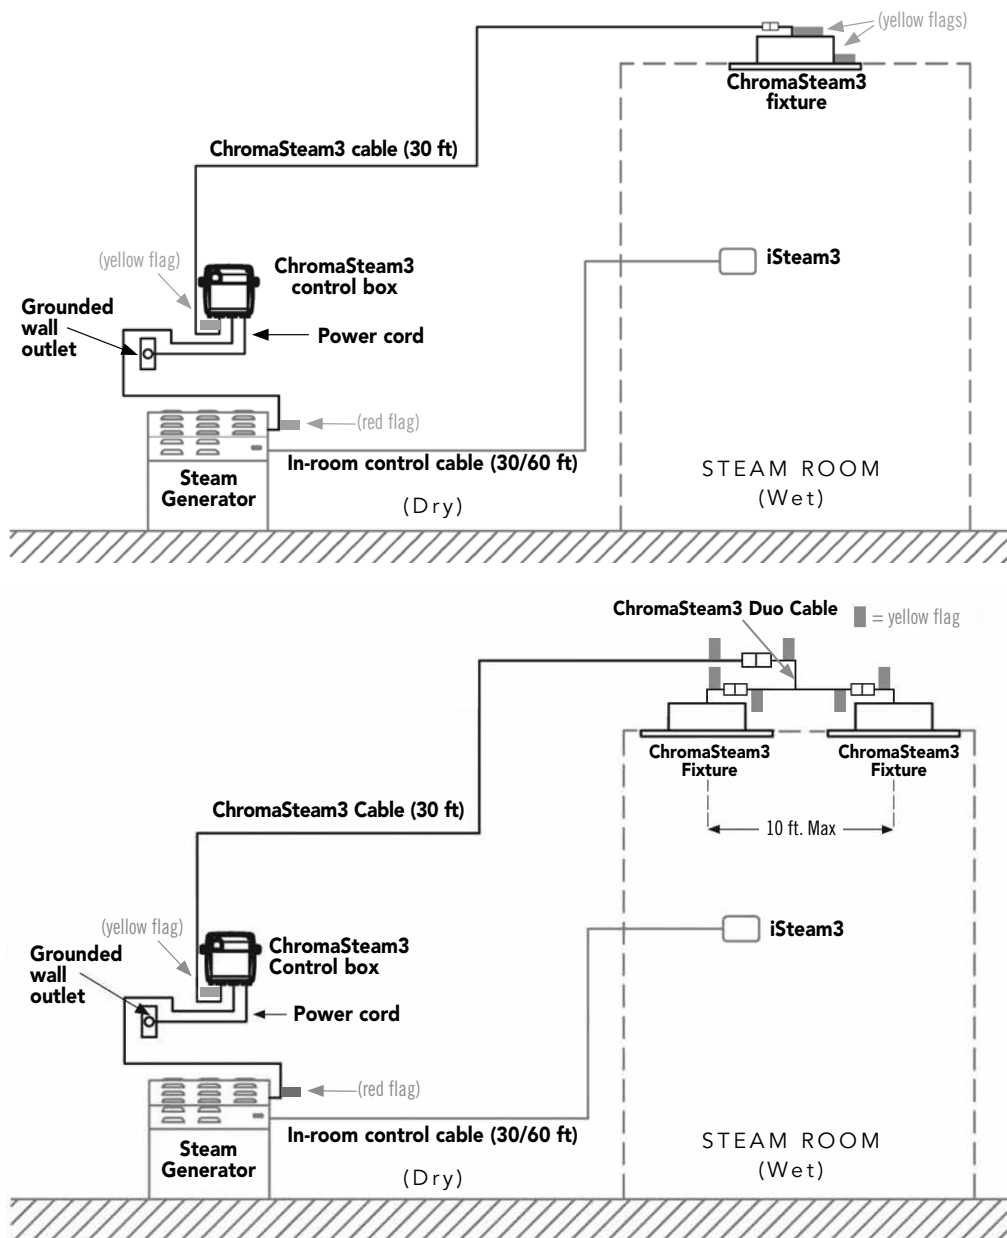 (yellow flags)
ChromaSteam3
fixture
ChromaSteam3 cable (30 ft)
(yellow flag)
ChromaSteam3
control box
iSteam3
Grounded
wall
outlet
Power cord
(red flag)
In-room control cable (30/60 ft)
Steam
Generator
(Dry)
STEAM ROOM
(Wet)
ChromaSteam3 Duo Cable
= yellow flag
ChromaSteam3
Fixture
ChromaSteam3
Fixture
10 ft. Max
ChromaSteam3 Cable (30 ft)
(yellow flag)
ChromaSteam3
Control box
iSteam3
Grounded
wall
outlet
Power cord
(red flag)
In-room control cable (30/60 ft)
Steam
Generator
(Dry)
STEAM ROOM
(Wet)